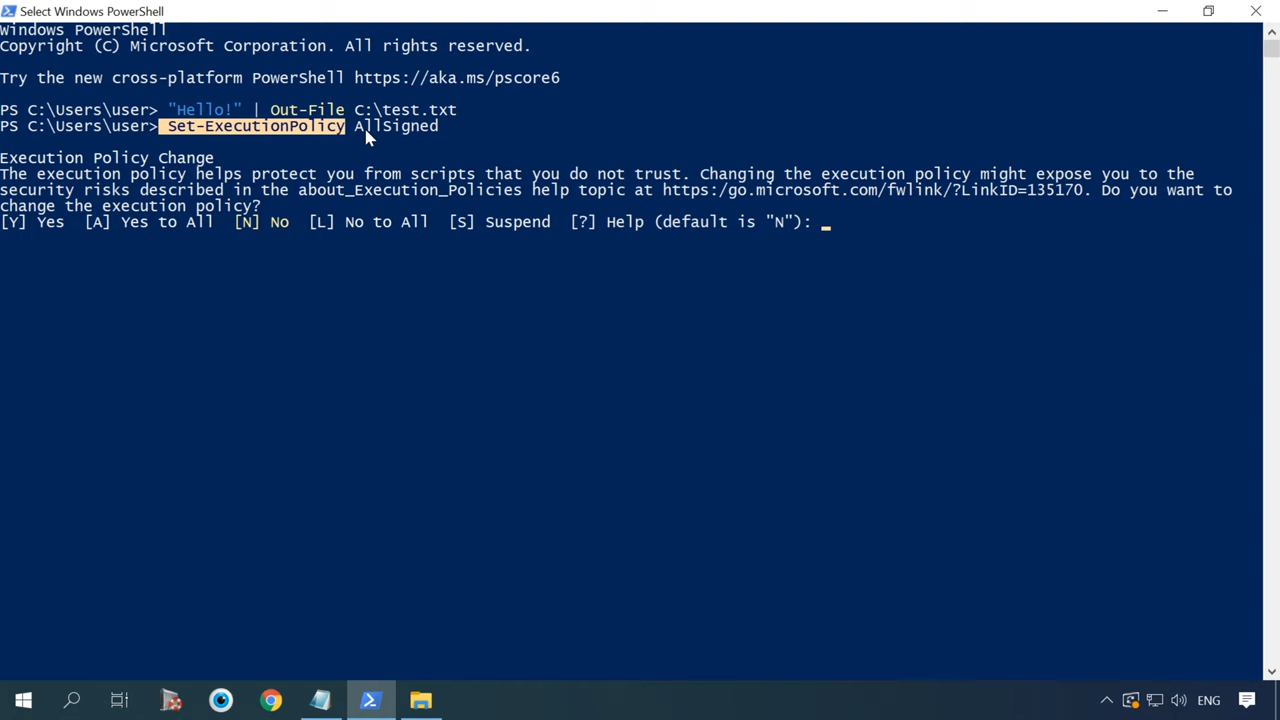 Select Windows PowerShell
Windows PowerShell
Copyright (C) Microsoft Corporation. All rights reserved.
Try the new cross-platform PowerShell https://aka.ms/pscore6
PS C:\Users\user> "Hello!" | Out-File C:\test.txt
PS C:\Users\user> Set-ExecutionPolicy AllSigned
Execution Policy Change
The execution policy helps protect you from scripts that you do not trust. Changing the execution policy might expose you to the
security risks described in the about_Execution_Policies help topic at https:/go.microsoft.com/fwlink/?LinkID=135170. Do you want to
change the execution policy?
[Y] Yes [A] Yes to All [N] No [L] No to All [S] Suspend [?] Help (default is "N"):
ENG